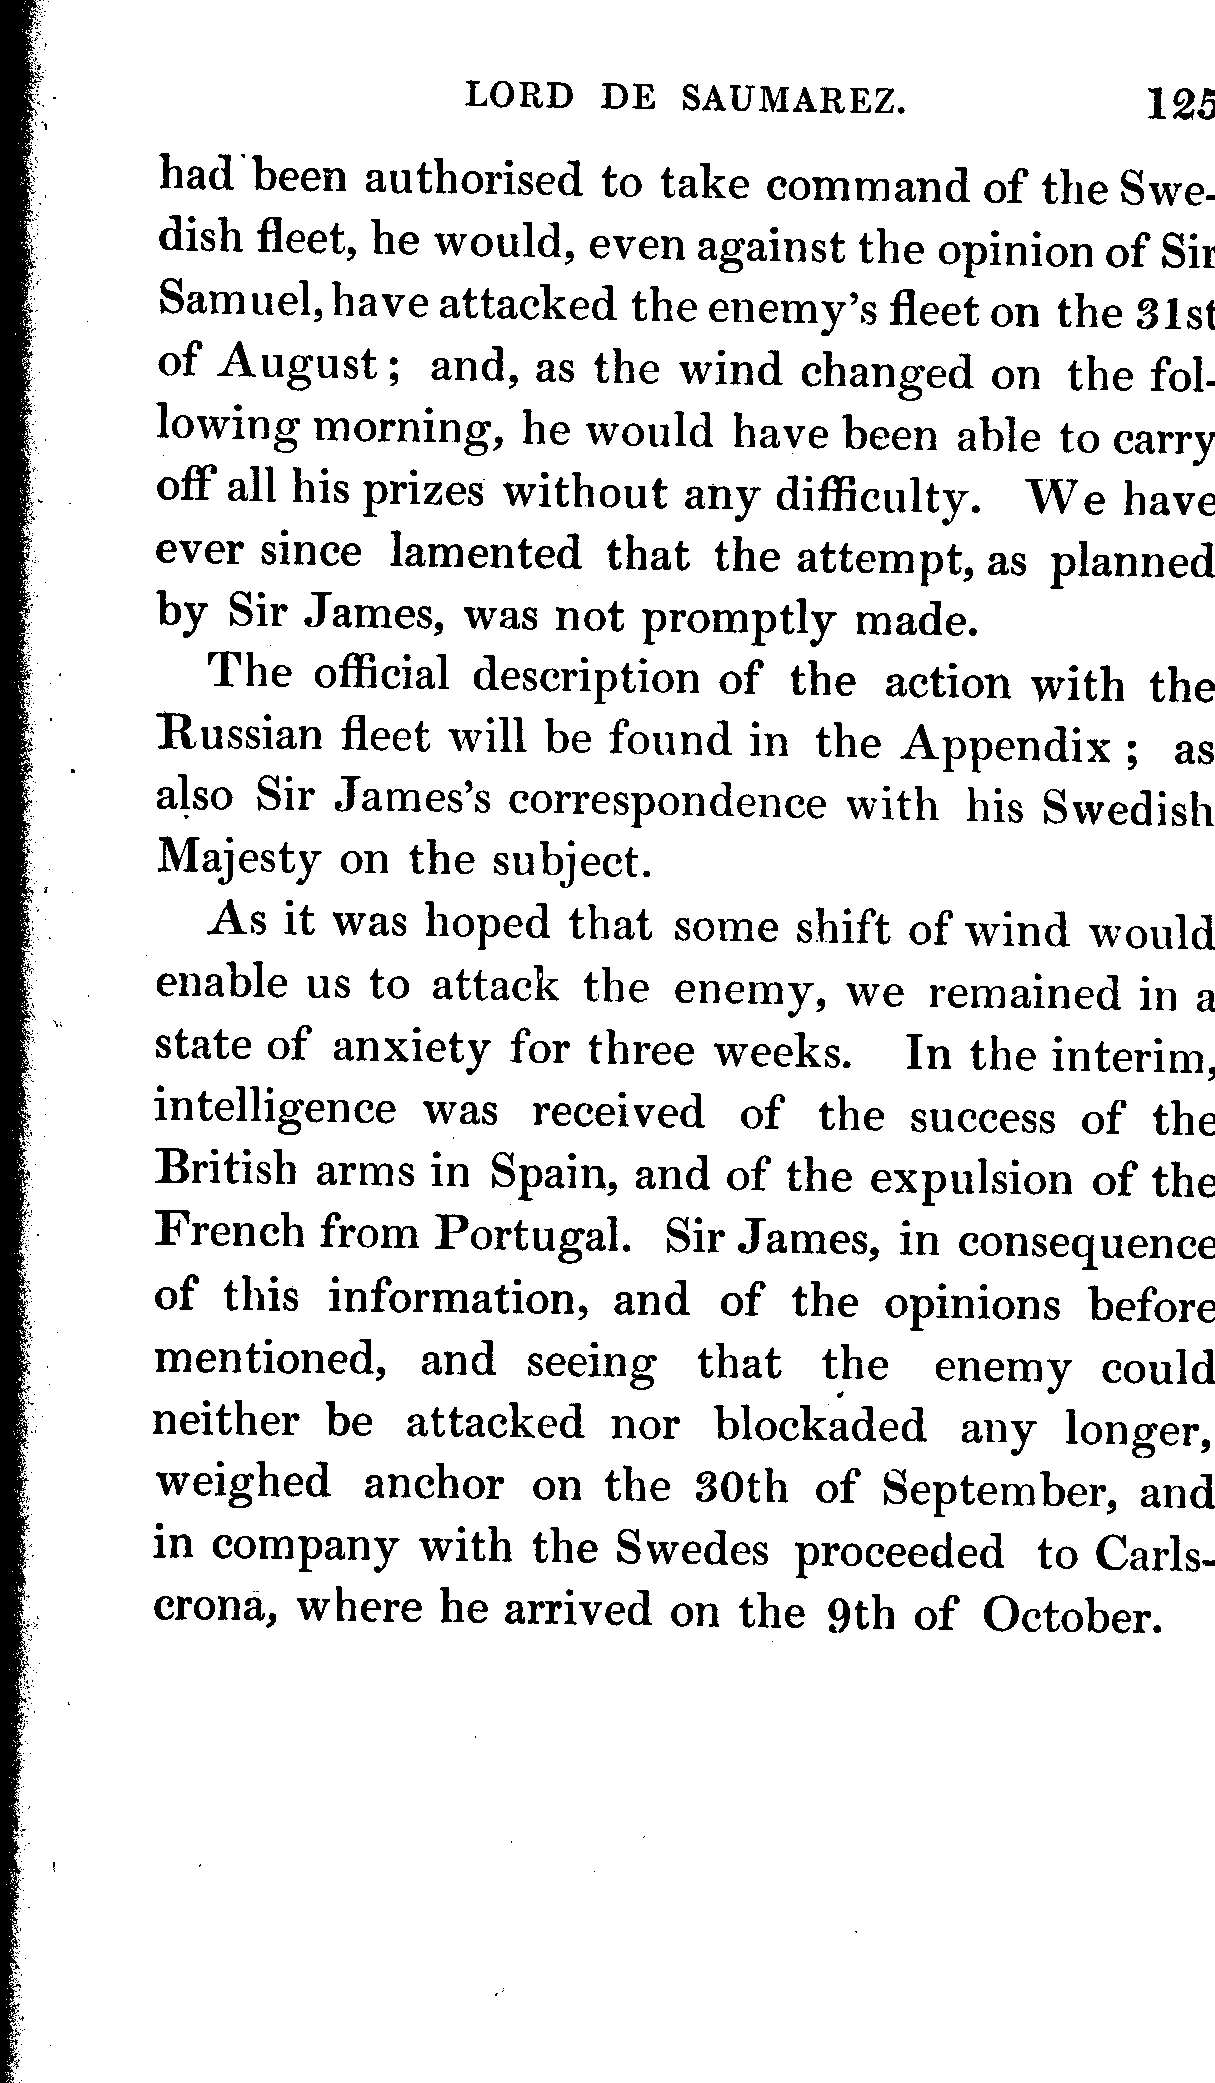 LORD DE SAUMAREZ. 125
had been authorised to take command of the Swe-
dish fleet, he would, even against the opinion of Sir
Samuel, have attacked the enemy's fleet on the 31st
of August; and, as the wind changed on the fol-
lowing morning, he would have been able to carry
off all his prizes without any difficulty. We have
ever since lamented that the attempt, as planned
by Sir James, was not promptly made.
The official description of the action with the
Russian fleet will be found in the Appendix; as
also Sir James's correspondence with his Swedish
Majesty on the subject.
As it was hoped that some shift of wind would
enable us to attack the enemy, we remained in a
state of anxiety for three weeks. In the interim,
intelligence was received of the success of the
British arms in Spain, and of the expulsion of the
French from Portugal. Sir James, in consequence
of this information, and of the opinions before
mentioned, and seeing that the enemy could
neither be attacked nor blockaded any longer,
weighed anchor on the 30th of September, and
in company with the Swedes proceeded to Carls-
crona, where he arrived on the 9th of October.